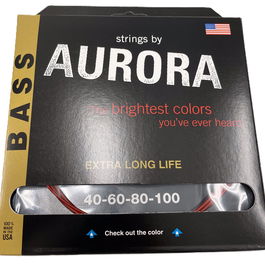 strings by
AURORA
BASS
the brightest colors
you've ever heard
EXTRA LONG LIFE
40-60-80-100
100% MADE IN THE USA
Check out the color